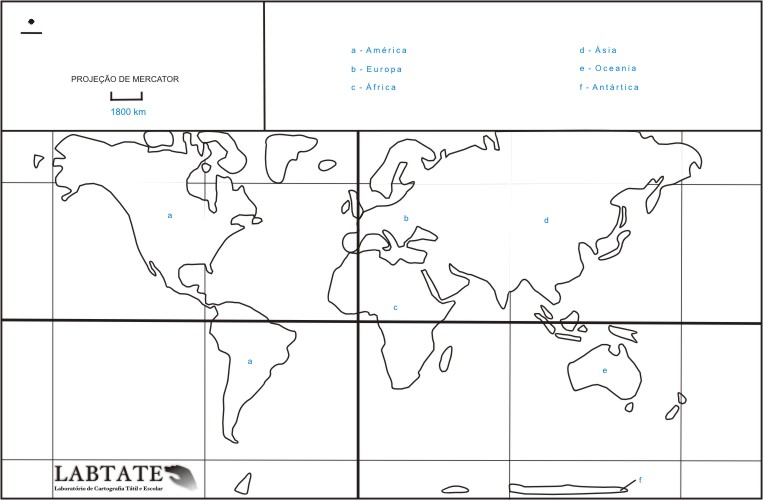 PROJEÇÃO DE MERCATOR
1800 km
a - América
b - Europa
c - África
d - Ásia
e - Oceania
f - Antártica
a
b
d
c
a
e
f
LABTATE
Laboratório de Cartografia Tátil e Escolar